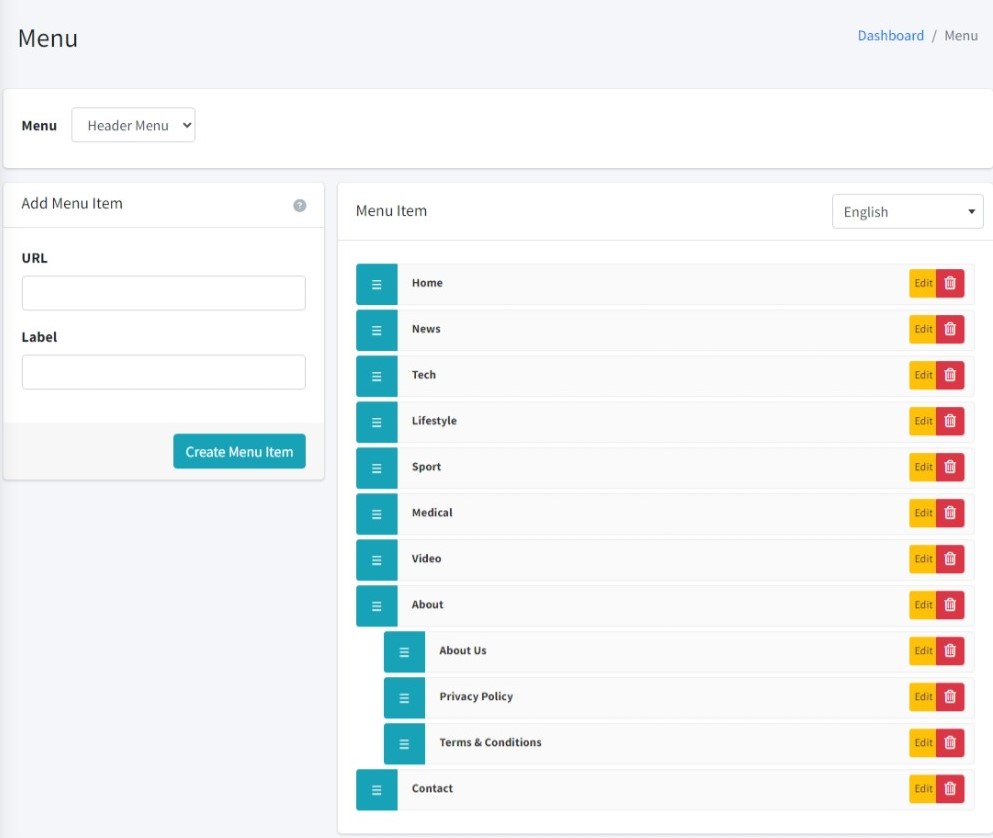 Menu
Dashboard / Menu
Menu Header Menu
Add Menu Item ?
URL
Label
Create Menu Item
Menu Item English
Home Edit
News Edit
Tech Edit
Lifestyle Edit
Sport Edit
Medical Edit
Video Edit
About Edit
About Us Edit
Privacy Policy Edit
Terms & Conditions Edit
Contact Edit